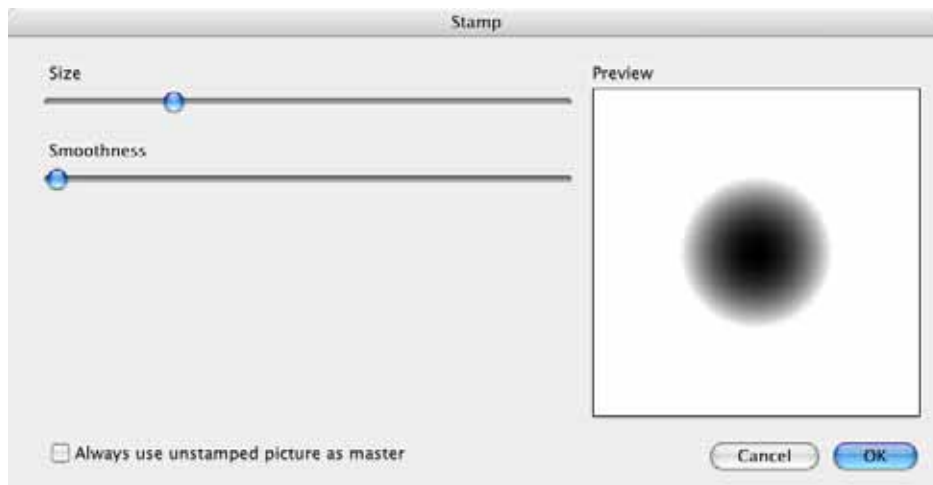 Stamp
Size
Preview
Smoothness
Always use unstamped picture as master
Cancel
OK